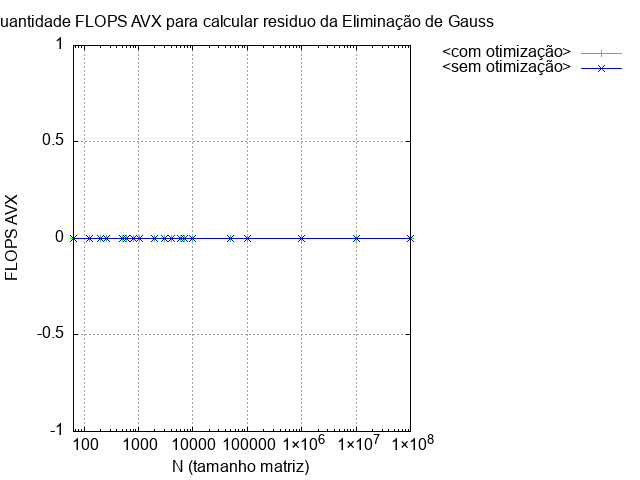 uantidade FLOPS AVX para calcular residuo da Eliminação de Gauss
<com otimização>
<sem otimização>
1
0.5
0
-0.5
-1
FLOPS AVX
100 1000 10000 100000 1×10⁶ 1×10⁷ 1×10⁸
N (tamanho matriz)